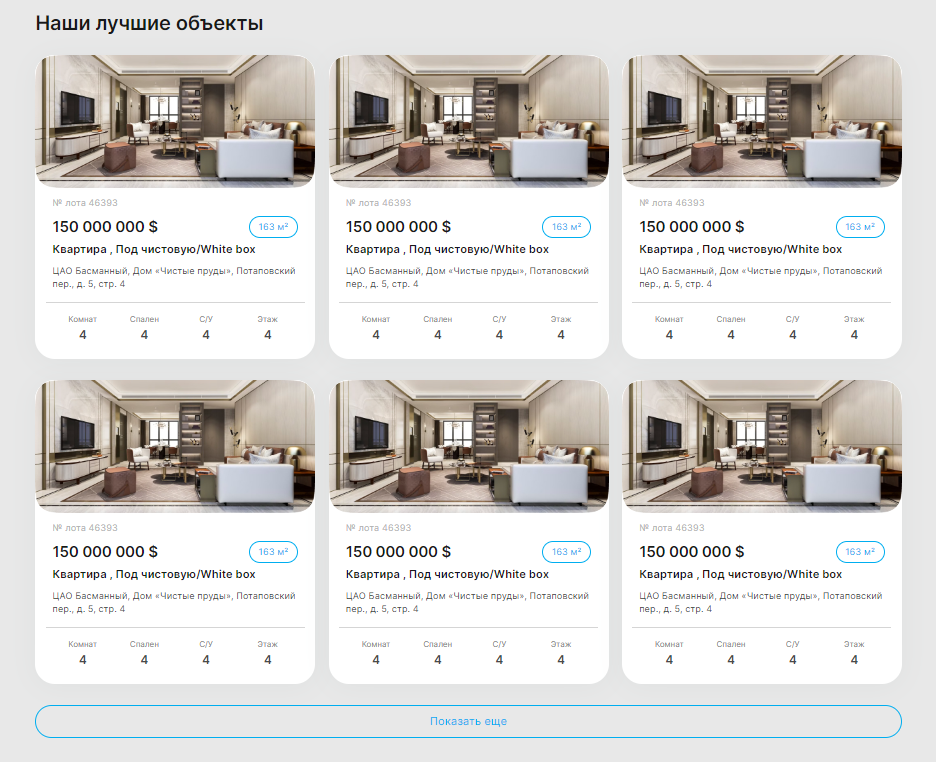 Наши лучшие объекты
№ лота 46393
150 000 000 $
163 м²
Квартира , Под чистовую/White box
ЦАО Басманный, Дом «Чистые пруды», Потаповский
пер., д. 5, стр. 4
Комнат Спален С/У Этаж
4 4 4 4
№ лота 46393
150 000 000 $
163 м²
Квартира , Под чистовую/White box
ЦАО Басманный, Дом «Чистые пруды», Потаповский
пер., д. 5, стр. 4
Комнат Спален С/У Этаж
4 4 4 4
№ лота 46393
150 000 000 $
163 м²
Квартира , Под чистовую/White box
ЦАО Басманный, Дом «Чистые пруды», Потаповский
пер., д. 5, стр. 4
Комнат Спален С/У Этаж
4 4 4 4
№ лота 46393
150 000 000 $
163 м²
Квартира , Под чистовую/White box
ЦАО Басманный, Дом «Чистые пруды», Потаповский
пер., д. 5, стр. 4
Комнат Спален С/У Этаж
4 4 4 4
№ лота 46393
150 000 000 $
163 м²
Квартира , Под чистовую/White box
ЦАО Басманный, Дом «Чистые пруды», Потаповский
пер., д. 5, стр. 4
Комнат Спален С/У Этаж
4 4 4 4
№ лота 46393
150 000 000 $
163 м²
Квартира , Под чистовую/White box
ЦАО Басманный, Дом «Чистые пруды», Потаповский
пер., д. 5, стр. 4
Комнат Спален С/У Этаж
4 4 4 4
Показать еще